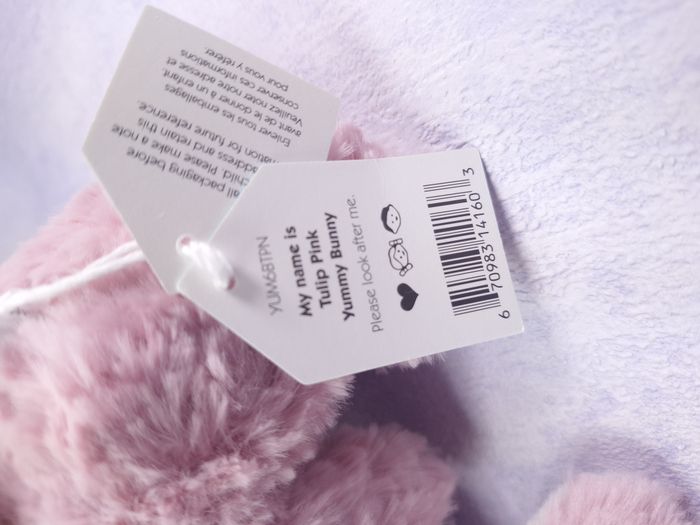 all packaging before
child. Please make a note
address and retain this
mation for future reference.
Enlever tous les emballages
avant de le donner à un enfant.
Veuillez noter notre adresse et
conserver ces informations
pour vous y référer.
YUM6BTPN
My name is
Tulip Pink
Yummy Bunny
Please look after me.
6 70983 14160 3